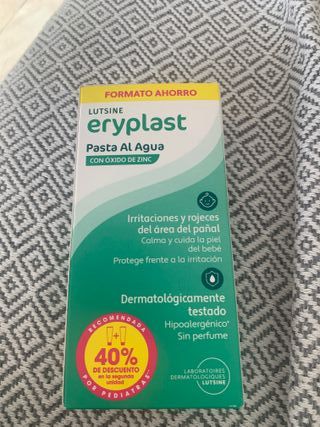 FORMATO AHORRO
LUTSINE
eryplast
Pasta Al Agua
CON ÓXIDO DE ZINC
Irritaciones y rojeces
del área del pañal
Calma y cuida la piel
del bebé
Protege frente a la irritación
Dermatológicamente
testado
Hipoalergénico*
Sin perfume
RECOMENDADA
40%
DE DESCUENTO
en la segunda
unidad
POR PEDIATRAS*
LABORATOIRES
DERMATOLOGIQUES
LUTSINE